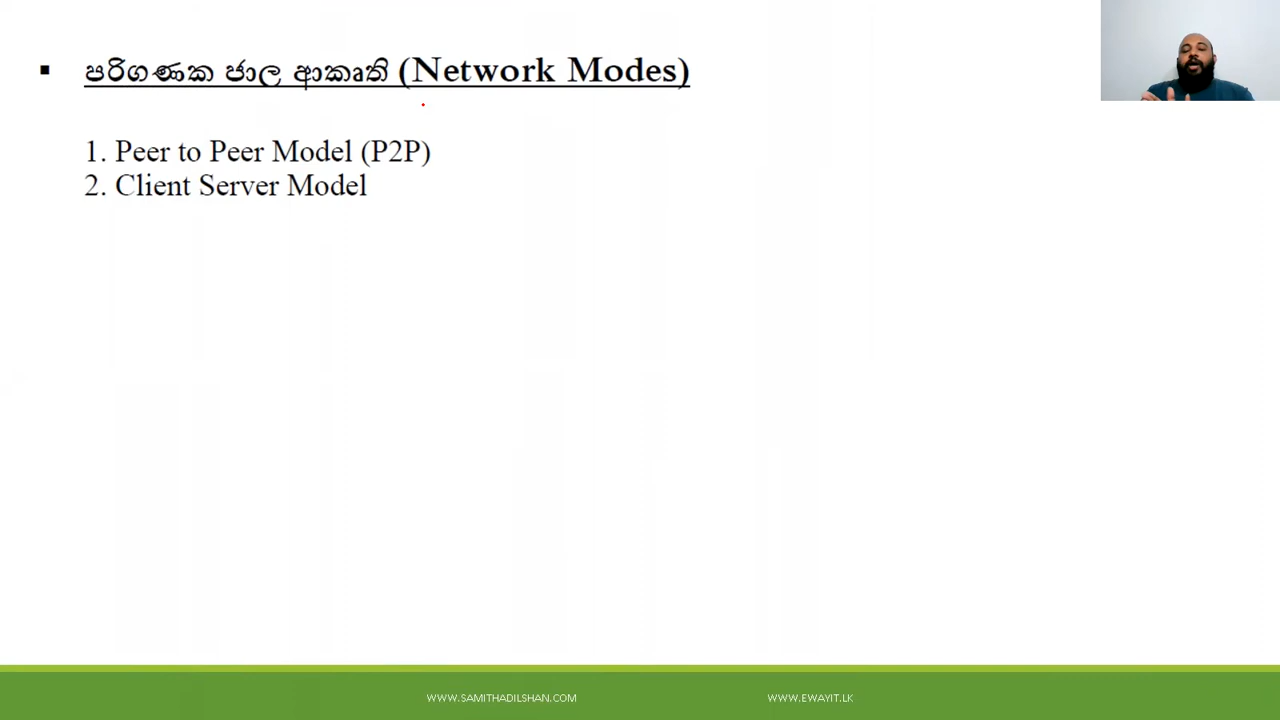 ▪ පරිගණක ජාල ආකෘති (Network Modes)
1. Peer to Peer Model (P2P)
2. Client Server Model
WWW.SAMITHADILSHAN.COM
WWW.EWAYIT.LK